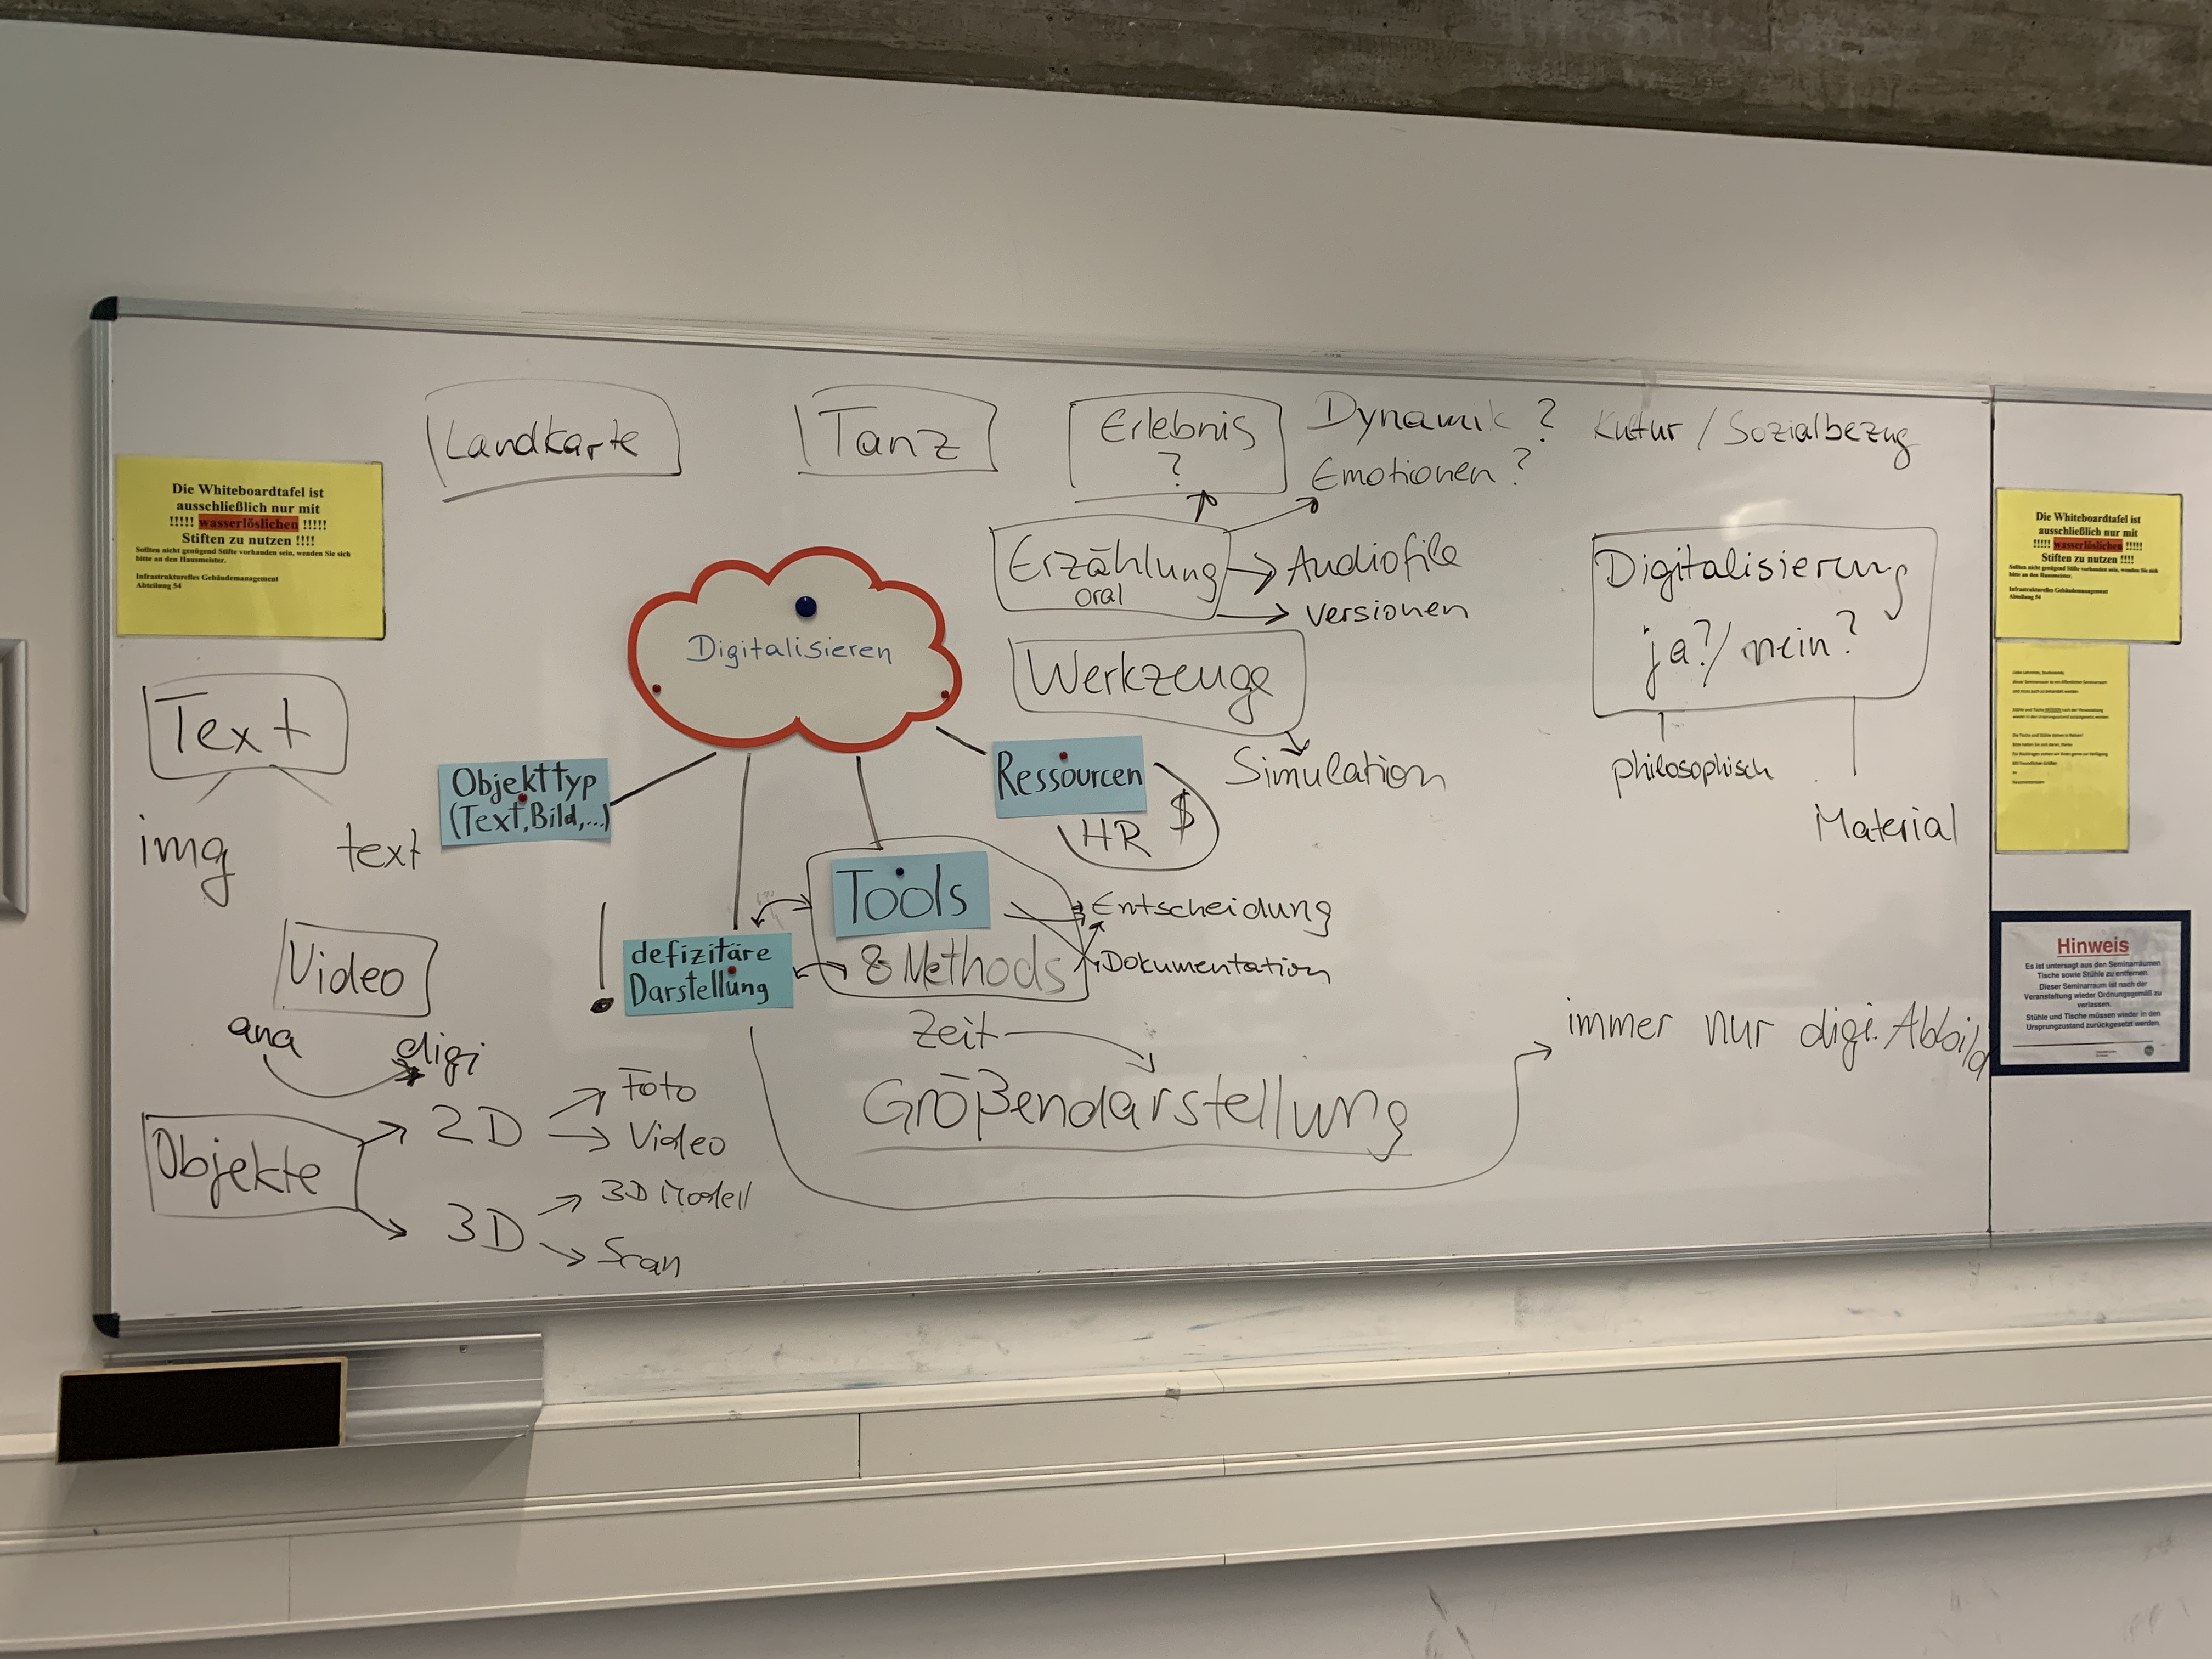 Landkarte
Tanz
Erlebnis
?
Dynamik ?
Emotionen ?
Kultur / Sozialbezug
Die Whiteboardtafel ist
ausschließlich nur mit
!!!!! wasserlöslichen !!!!!
Stiften zu nutzen !!!!
Sollten nicht genügend Stifte vorhanden sein, wenden Sie sich
bitte an den Hausmeister.
Infrastrukturelles Gebäudemanagement
Abteilung 54
Digitalisieren
Erzählung
oral
Audiofile
Versionen
Werkzeuge
Simulation
Digitalisierung
ja?/nein?
philosophisch
Material
Text
img
text
Objekttyp
(Text, Bild,...)
Ressourcen
HR $
Tools
& Methods
Entscheidung
Dokumentation
!
defizitäre
Darstellung
Video
ana
digi
Zeit
Größendarstellung
immer nur digi. Abbild
Objekte
2D
Foto
Video
3D
3D Modell
Scan
Die Whiteboardtafel ist
ausschließlich nur mit
!!!!! wasserlöslichen !!!!!
Stiften zu nutzen !!!!
Sollten nicht genügend Stifte vorhanden sein, wenden Sie sich
bitte an den Hausmeister.
Infrastrukturelles Gebäudemanagement
Abteilung 54
Hinweis
Es ist untersagt aus den Seminarräumen
Tische sowie Stühle zu entfernen.
Dieser Seminarraum ist nach der
Veranstaltung wieder Ordnungsgemäß zu
verlassen.
Stühle und Tische müssen wieder in den
Ursprungzustand zurückgesetzt werden.